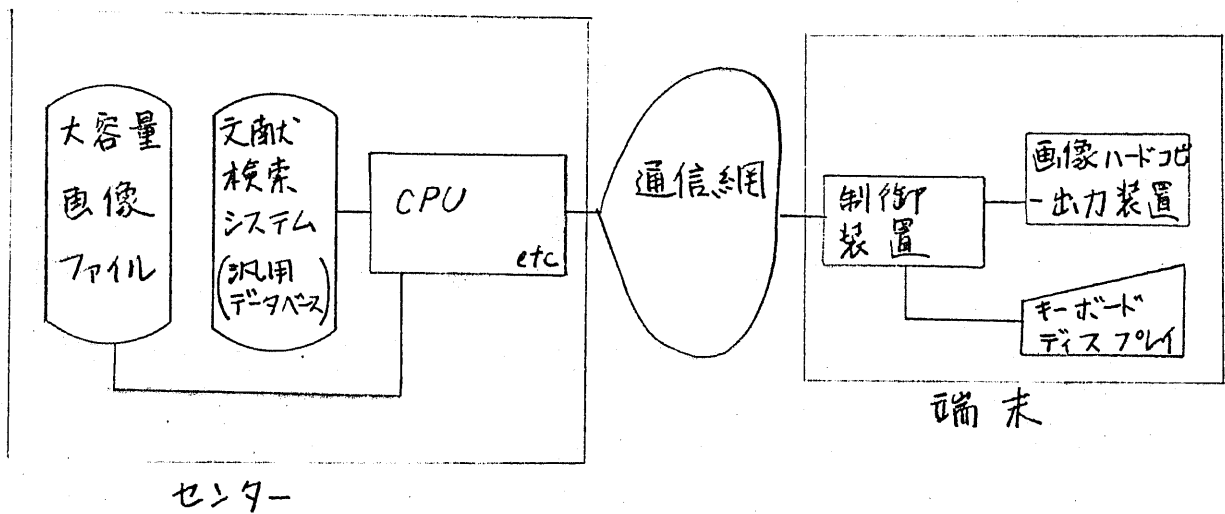 大容量
画像
ファイル
文献
検索
システム
(汎用
データベース)
CPU
etc
通信網
制御
装置
画像ハードコピ
ー出力装置
キーボード
ディスプレイ
センター
端末